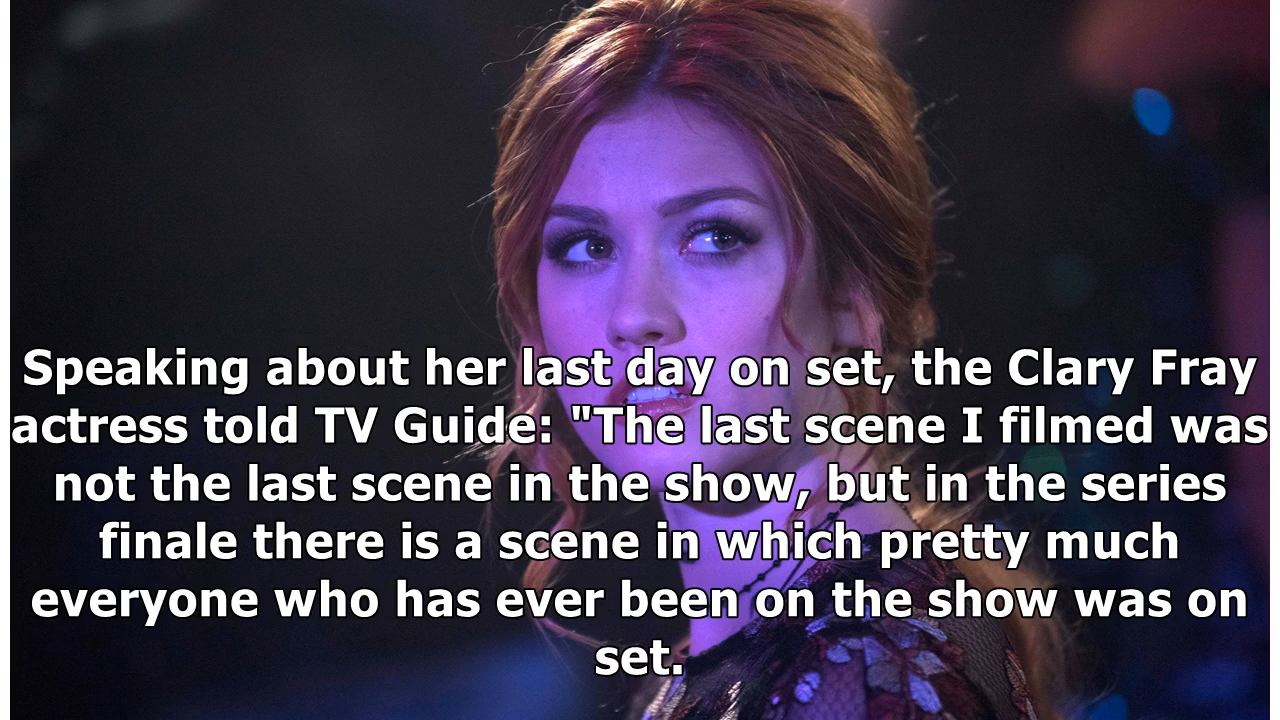 Speaking about her last day on set, the Clary Fray
actress told TV Guide: "The last scene I filmed was
not the last scene in the show, but in the series
finale there is a scene in which pretty much
everyone who has ever been on the show was on
set.